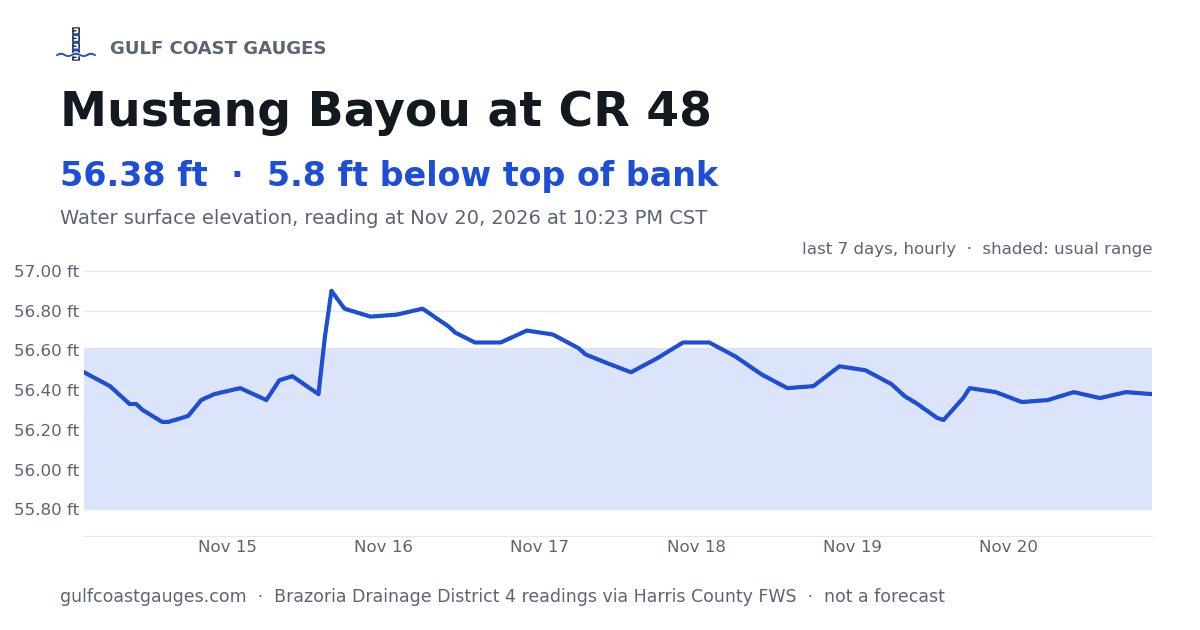 GULF COAST GAUGES
Mustang Bayou at CR 48
56.38 ft · 5.8 ft below top of bank
Water surface elevation, reading at Nov 20, 2026 at 10:23 PM CST
last 7 days, hourly · shaded: usual range
57.00 ft
56.80 ft
56.60 ft
56.40 ft
56.20 ft
56.00 ft
55.80 ft
Nov 15 Nov 16 Nov 17 Nov 18 Nov 19 Nov 20
gulfcoastgauges.com · Brazoria Drainage District 4 readings via Harris County FWS · not a forecast